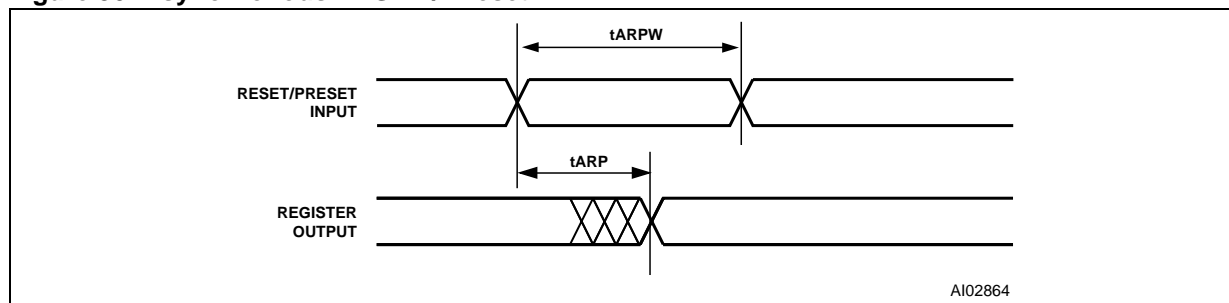 tARPW
RESET/PRESET
INPUT
tARP
REGISTER
OUTPUT
AI02864